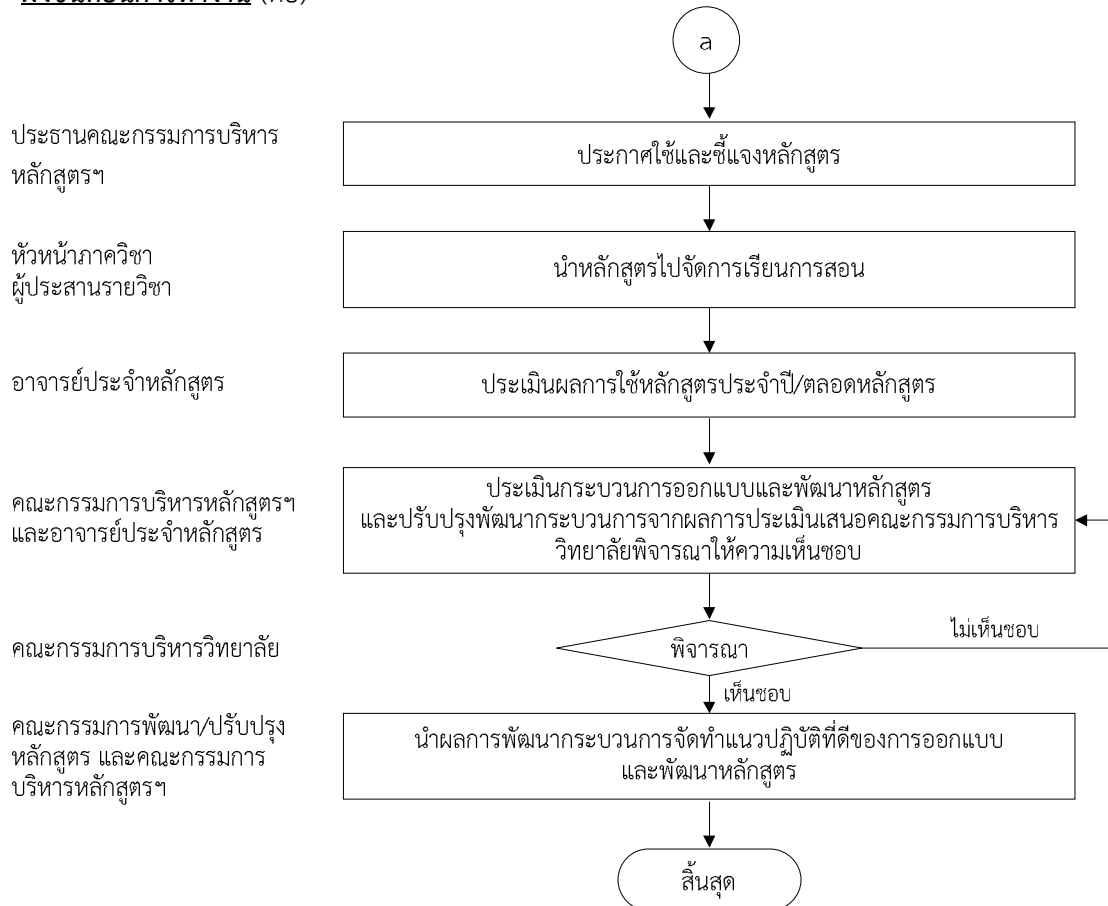 a
ประธานคณะกรรมการบริหาร
หลักสูตรฯ
ประกาศใช้และชี้แจงหลักสูตร
หัวหน้าภาควิชา
ผู้ประสานรายวิชา
นำหลักสูตรไปจัดการเรียนการสอน
อาจารย์ประจำหลักสูตร
ประเมินผลการใช้หลักสูตรประจำปี/ตลอดหลักสูตร
คณะกรรมการบริหารหลักสูตรฯ
และอาจารย์ประจำหลักสูตร
ประเมินกระบวนการออกแบบและพัฒนาหลักสูตร
และปรับปรุงพัฒนากระบวนการจากผลการประเมินเสนอคณะกรรมการบริหาร
วิทยาลัยพิจารณาให้ความเห็นชอบ
คณะกรรมการบริหารวิทยาลัย
พิจารณา
ไม่เห็นชอบ
เห็นชอบ
คณะกรรมการพัฒนา/ปรับปรุง
หลักสูตร และคณะกรรมการ
บริหารหลักสูตรฯ
นำผลการพัฒนากระบวนการจัดทำแนวปฏิบัติที่ดีของการออกแบบ
และพัฒนาหลักสูตร
สิ้นสุด